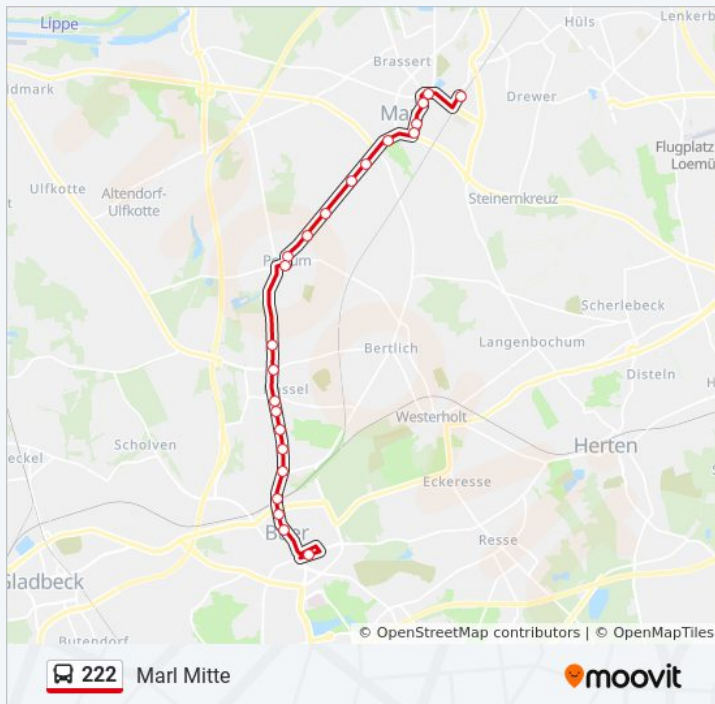 Lippe
Lenkerb
Hüls
Brassert
dmark
Drewer
Flugplatz
Loemü
Ulfkotte
Altendorf-
Ulfkotte
Steinernkreuz
Scherlebeck
Bertlich
Langenbochum
Disteln
H
Westerholt
Scholven
Herten
eckel
Eckeresse
Resse
Gladbeck
Butendorf
© OpenStreetMap contributors | © OpenMapTiles
222 Marl Mitte
moovit